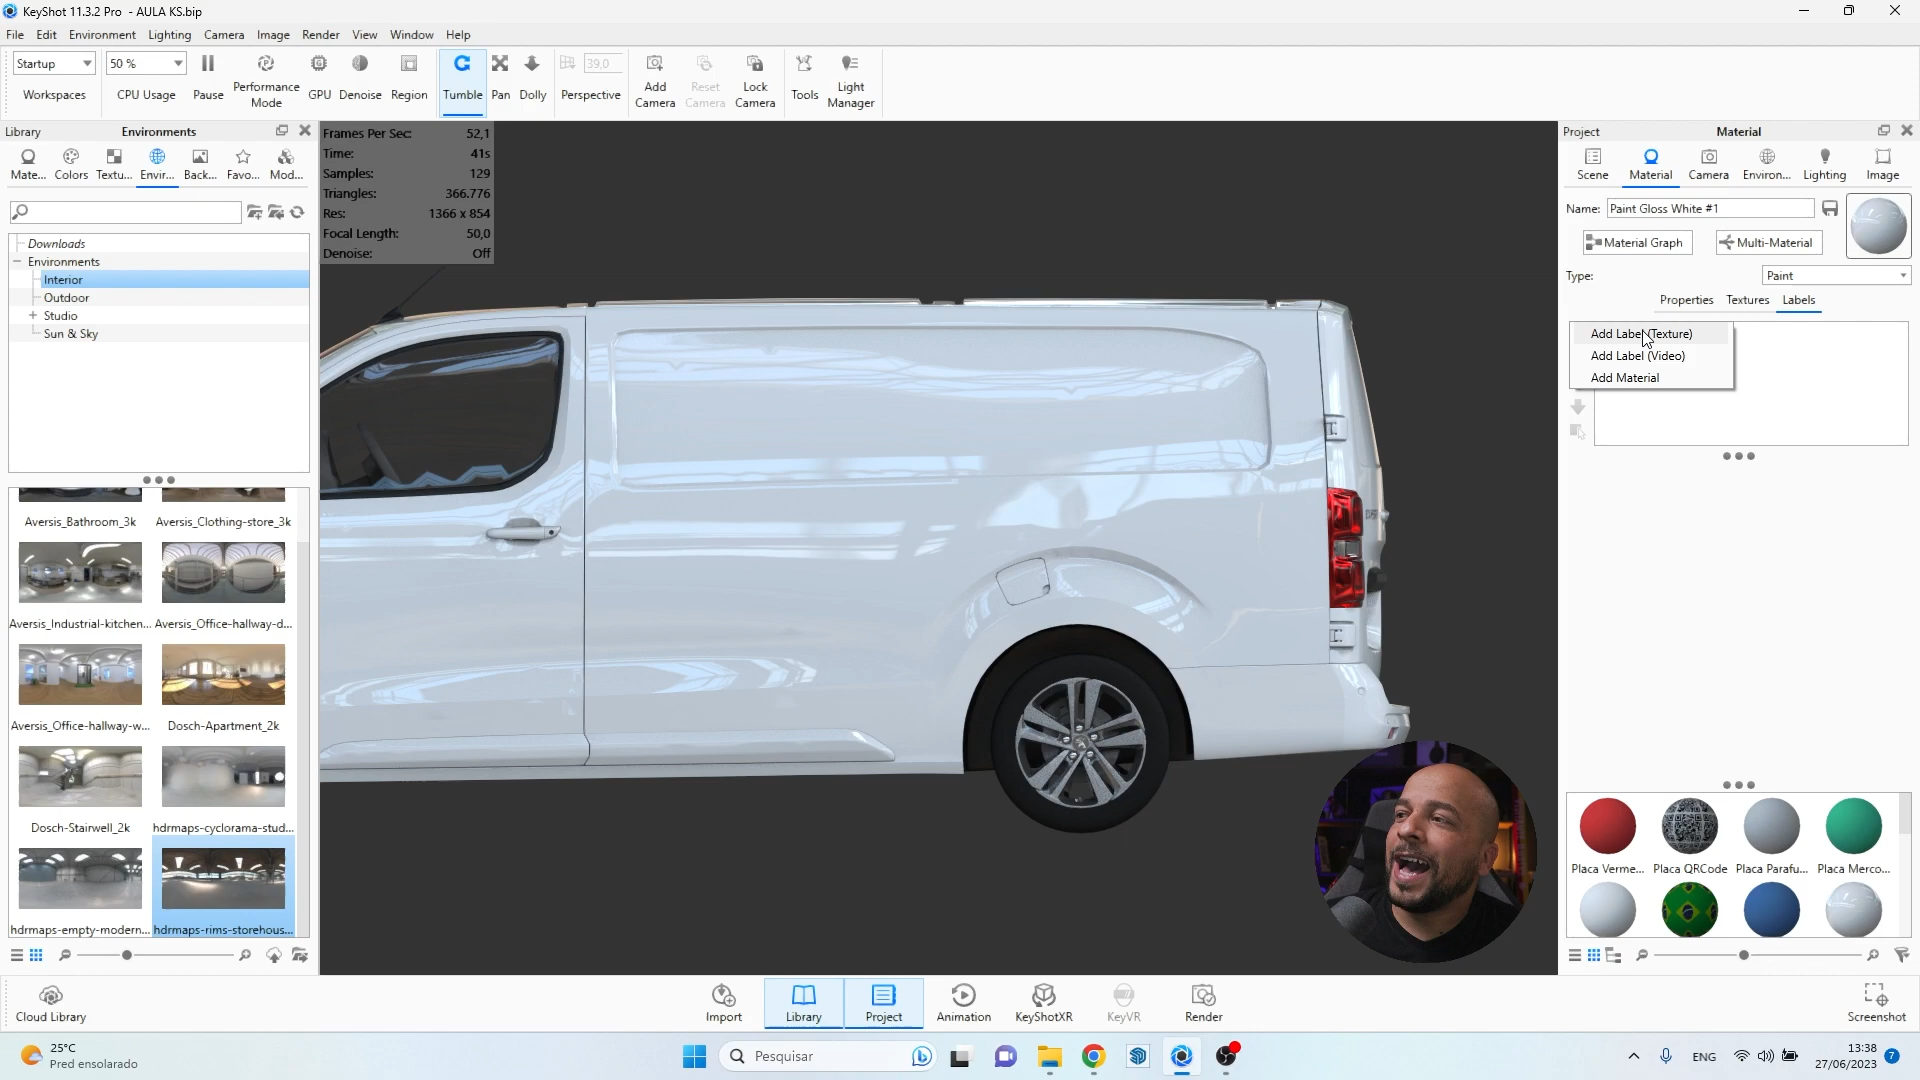 KeyShot 11.3.2 Pro - AULA KS.bip
File Edit Environment Lighting Camera Image Render View Window Help
Startup
Workspaces
50 %
CPU Usage
Pause
Performance Mode
GPU
Denoise
Region
Tumble
Pan
Dolly
39,0
Perspective
Add Camera
Reset Camera
Lock Camera
Tools
Light Manager
Library Environments
Mate... Colors Textu... Envir... Back... Favo... Mod...
Downloads
Environments
Interior
Outdoor
Studio
Sun & Sky
Aversis_Bathroom_3k Aversis_Clothing-store_3k
Aversis_Industrial-kitchen... Aversis_Office-hallway-d...
Aversis_Office-hallway-w... Dosch-Apartment_2k
Dosch-Stairwell_2k hdrmaps-cyclorama-stud...
hdrmaps-empty-modern... hdrmaps-rims-storehous...
Frames Per Sec: 52,1
Time: 41s
Samples: 129
Triangles: 366.776
Res: 1366 x 854
Focal Length: 50,0
Denoise: Off
Project Material
Scene Material Camera Environ... Lighting Image
Name: Paint Gloss White #1
Material Graph Multi-Material
Type: Paint
Properties Textures Labels
Add Label (Texture)
Add Label (Video)
Add Material
Placa Verme... Placa QRCode Placa Parafu... Placa Merco...
Cloud Library
Import
Library
Project
Animation
KeyShotXR
KeyVR
Render
Screenshot
25°C
Pred ensolarado
Pesquisar
ENG
13:38
27/06/2023
7